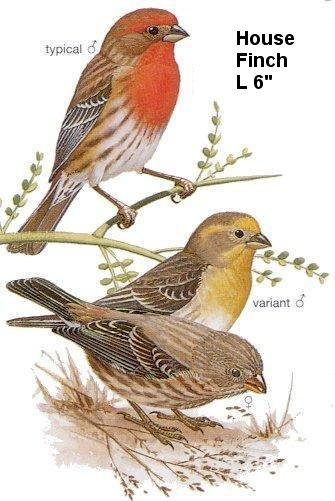 House
Finch
L 6"
typical ♂
variant ♂
♀